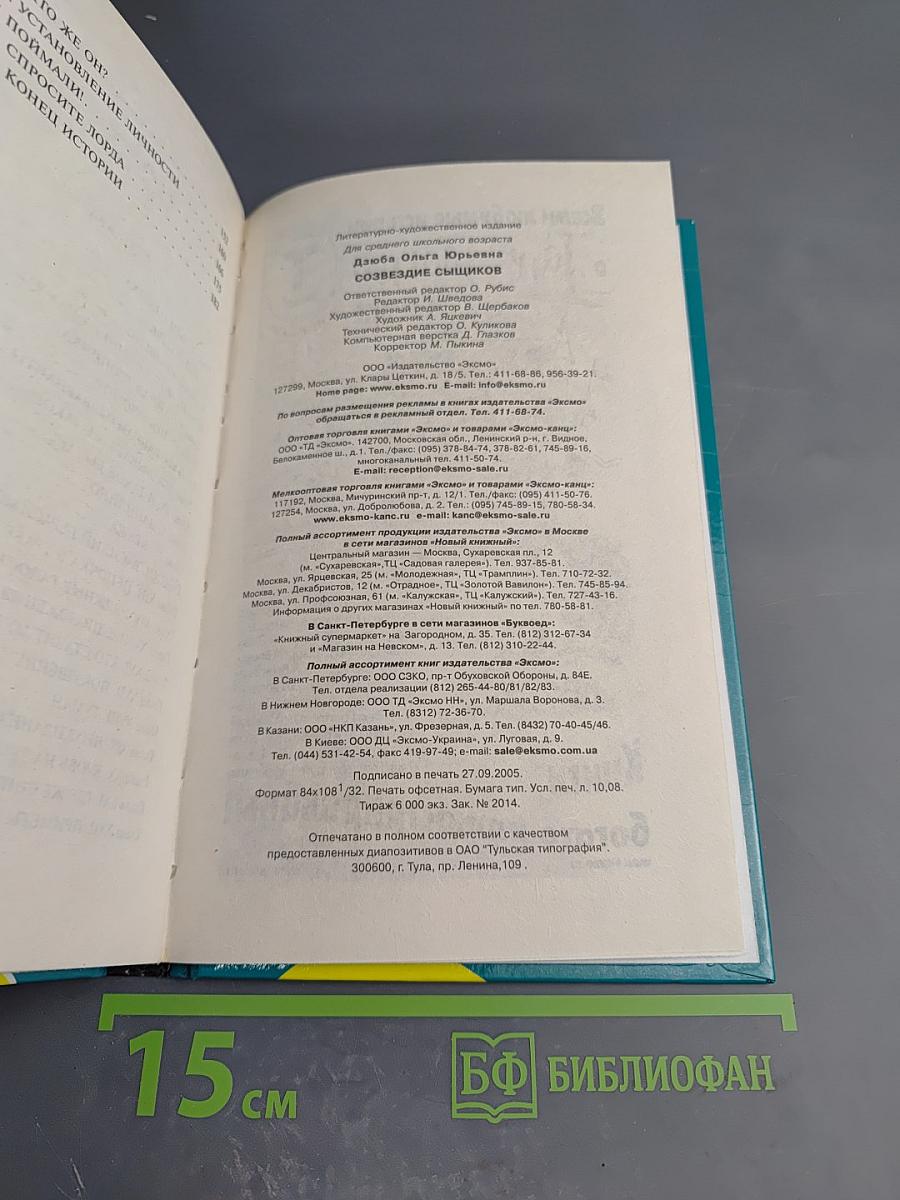 ТО ЖЕ ОН?
УСТАНОВЛЕНИЕ ЛИЧНОСТИ
ПОЙМАЛИ!
СПРОСИТЕ ЛОРДА
КОНЕЦ ИСТОРИИ
160
175
182
Литературно-художественное издание
Для среднего школьного возраста
Дзюба Ольга Юрьевна
СОЗВЕЗДИЕ СЫЩИКОВ
Ответственный редактор О. Рубис
Редактор И. Шведова
Художественный редактор В. Щербаков
Художник А. Яцкевич
Технический редактор О. Куликова
Компьютерная верстка Д. Глазков
Корректор М. Пыкина
ООО «Издательство «Эксмо»
127299, Москва, ул. Клары Цеткин, д. 18/5. Тел.: 411-68-86, 956-39-21.
Home page: www.eksmo.ru E-mail: info@eksmo.ru
По вопросам размещения рекламы в книгах издательства «Эксмо»
обращаться в рекламный отдел. Тел. 411-68-74.
Оптовая торговля книгами «Эксмо» и товарами «Эксмо-канц»:
ООО «ТД «Эксмо». 142700, Московская обл., Ленинский р-н, г. Видное,
Белокаменное ш., д.1. Тел./факс: (095) 378-84-74, 378-82-61, 745-89-16,
многоканальный тел. 411-50-74.
E-mail: reception@eksmo-sale.ru
Мелкооптовая торговля книгами «Эксмо» и товарами «Эксмо-канц»:
117192, Москва, Мичуринский пр-т, д. 12/1. Тел./факс: (095) 411-50-76.
127254, Москва, ул. Добролюбова, д. 2. Тел.: (095) 745-89-15, 780-58-34.
www.eksmo-kanc.ru e-mail: kanc@eksmo-sale.ru
Полный ассортимент продукции издательства «Эксмо» в Москве
в сети магазинов «Новый книжный»:
Центральный магазин — Москва, Сухаревская пл., 12
(м. «Сухаревская»,ТЦ «Садовая галерея»). Тел. 937-85-81.
Москва, ул. Ярцевская, 25 (м. «Молодежная», ТЦ «Трамплин»). Тел. 710-72-32.
Москва, ул. Декабристов, 12 (м. «Отрадное», ТЦ «Золотой Вавилон»). Тел. 745-85-94.
Москва, ул. Профсоюзная, 61 (м. «Калужская», ТЦ «Калужский»). Тел. 727-43-16.
Информация о других магазинах «Новый книжный» по тел. 780-58-81.
В Санкт-Петербурге в сети магазинов «Буквоед»:
«Книжный супермаркет» на Загородном, д. 35. Тел. (812) 312-67-34
и «Магазин на Невском», д. 13. Тел. (812) 310-22-44.
Полный ассортимент книг издательства «Эксмо»:
В Санкт-Петербурге: ООО СЗКО, пр-т Обуховской Обороны, д. 84Е.
Тел. отдела реализации (812) 265-44-80/81/82/83.
В Нижнем Новгороде: ООО ТД «Эксмо НН», ул. Маршала Воронова, д. 3.
Тел. (8312) 72-36-70.
В Казани: ООО «НКП Казань», ул. Фрезерная, д. 5. Тел. (8432) 70-40-45/46.
В Киеве: ООО ДЦ «Эксмо-Украина», ул. Луговая, д. 9.
Тел. (044) 531-42-54, факс 419-97-49; e-mail: sale@eksmo.com.ua
Подписано в печать 27.09.2005.
Формат 84x108 1/32. Печать офсетная. Бумага тип. Усл. печ. л. 10,08.
Тираж 6 000 экз. Зак. № 2014.
Отпечатано в полном соответствии с качеством
предоставленных диапозитивов в ОАО "Тульская типография".
300600, г. Тула, пр. Ленина,109 .
15 см
БФ БИБЛИОФАН